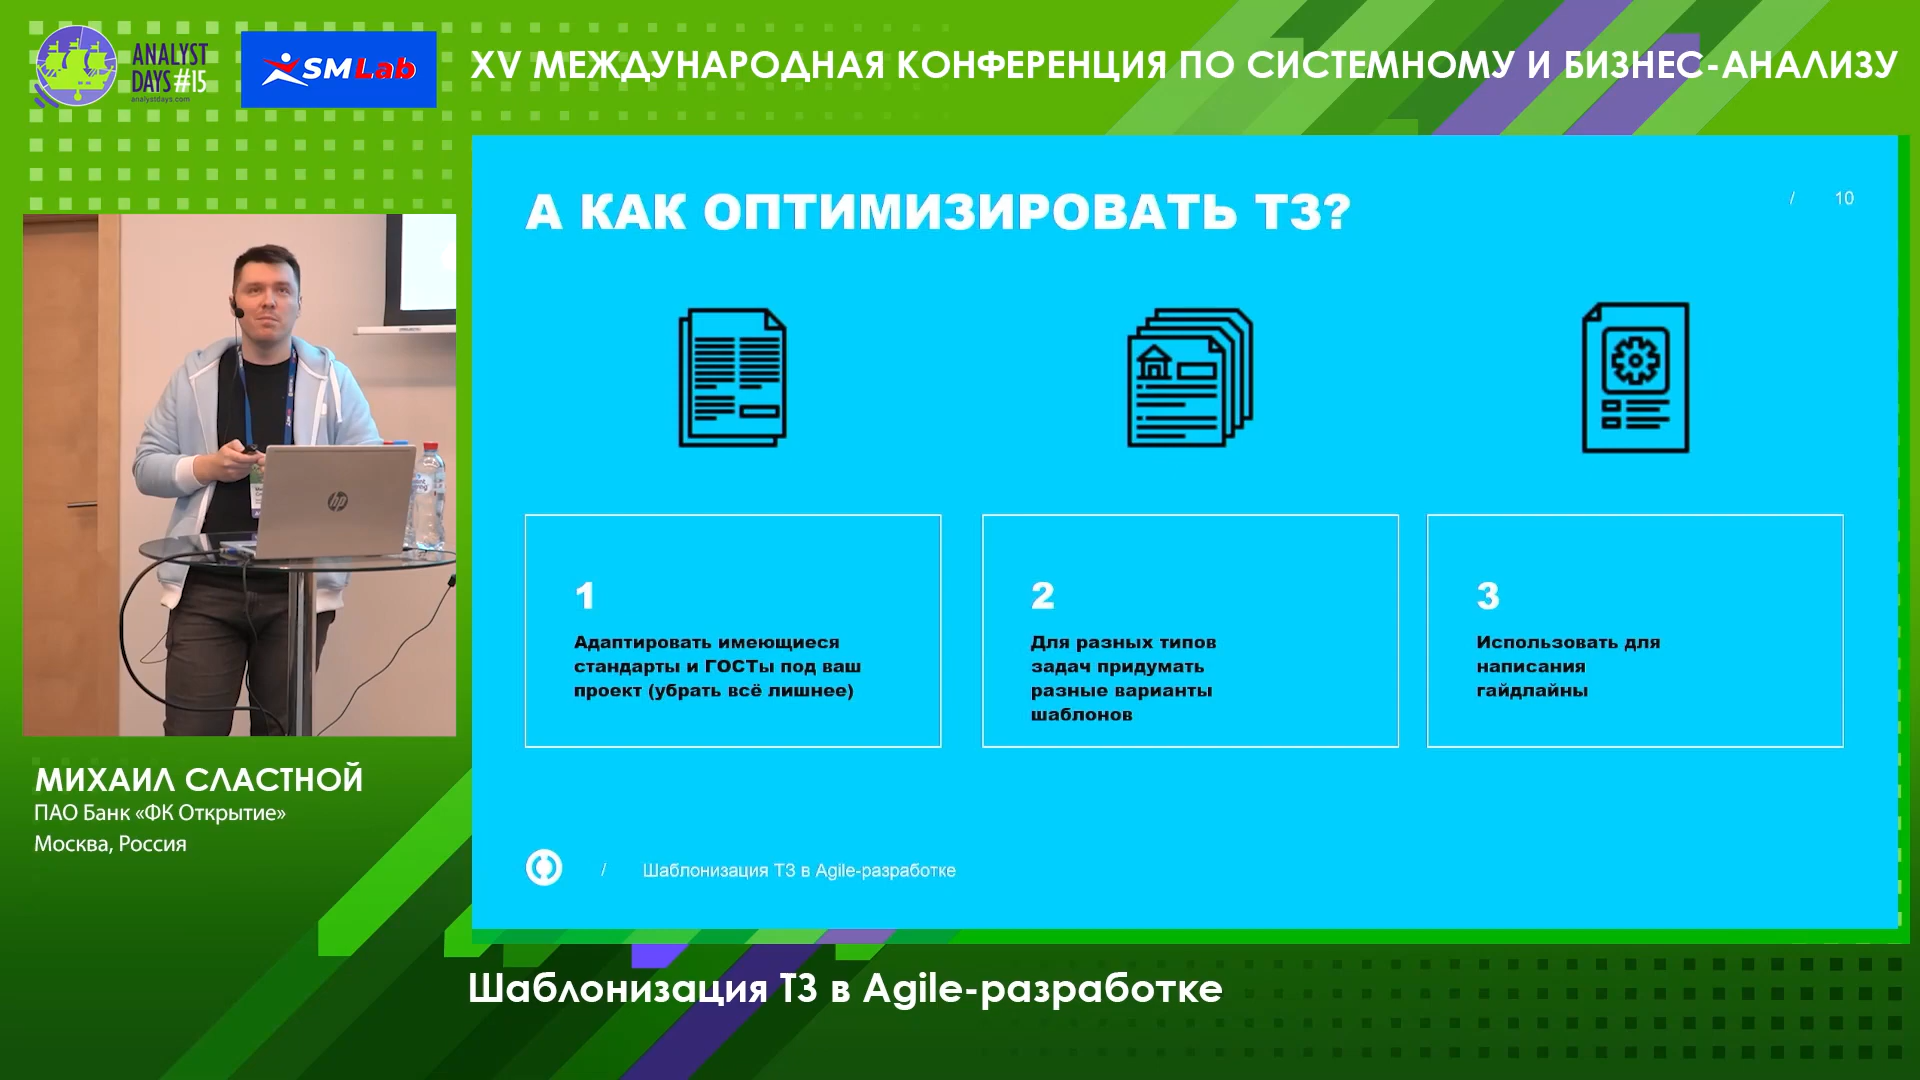 ANALYST
DAYS #15
analystdays.com
SMLab
XV МЕЖДУНАРОДНАЯ КОНФЕРЕНЦИЯ ПО СИСТЕМНОМУ И БИЗНЕС-АНАЛИЗУ
А КАК ОПТИМИЗИРОВАТЬ ТЗ?
/ 10
1
Адаптировать имеющиеся
стандарты и ГОСТы под ваш
проект (убрать всё лишнее)
2
Для разных типов
задач придумать
разные варианты
шаблонов
3
Использовать для
написания
гайдлайны
/ Шаблонизация ТЗ в Agile-разработке
hp
МИХАИЛ СЛАСТНОЙ
ПАО Банк «ФК Открытие»
Москва, Россия
Шаблонизация ТЗ в Agile-разработке